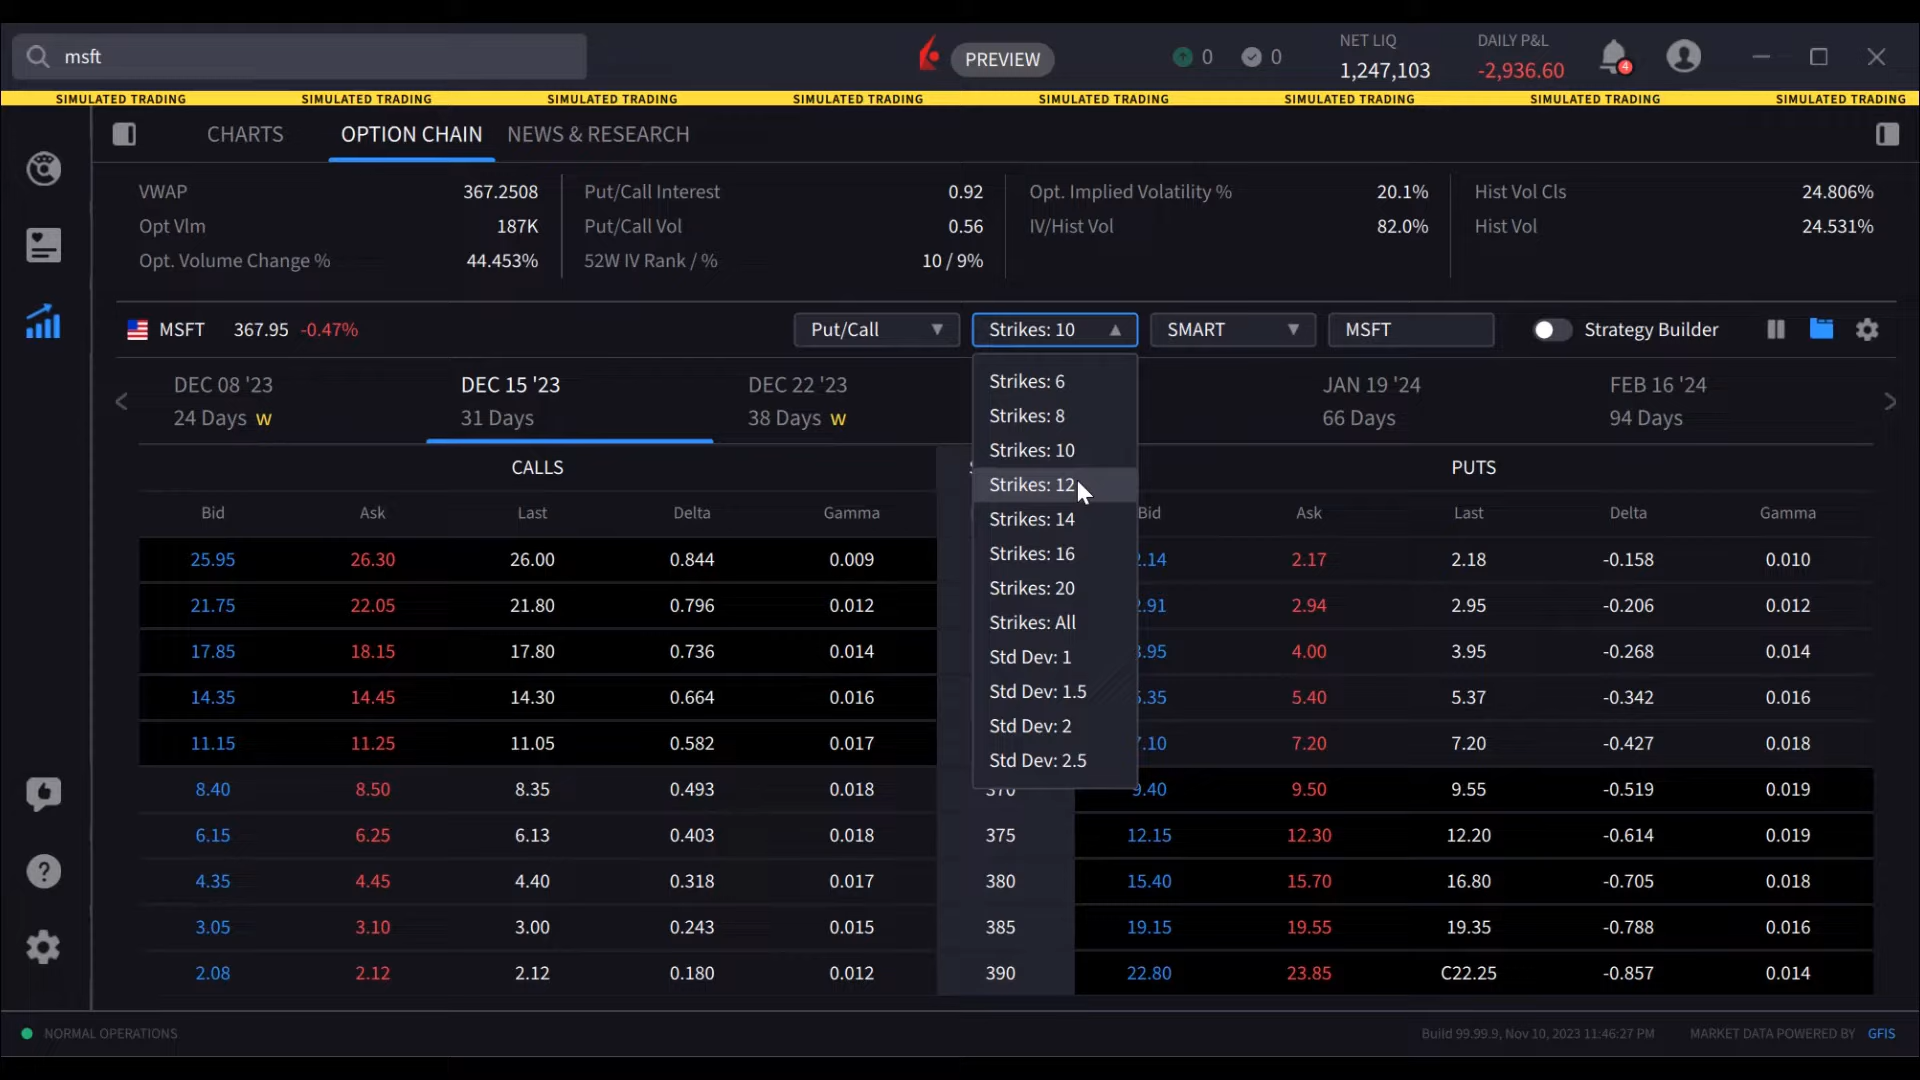 msft
PREVIEW
0 0
NET LIQ
1,247,103
DAILY P&L
-2,936.60
4
SIMULATED TRADING SIMULATED TRADING SIMULATED TRADING SIMULATED TRADING SIMULATED TRADING SIMULATED TRADING SIMULATED TRADING SIMULATED TRADING
CHARTS OPTION CHAIN NEWS & RESEARCH
VWAP 367.2508 Put/Call Interest 0.92 Opt. Implied Volatility % 20.1% Hist Vol Cls 24.806%
Opt Vlm 187K Put/Call Vol 0.56 IV/Hist Vol 82.0% Hist Vol 24.531%
Opt. Volume Change % 44.453% 52W IV Rank / % 10 / 9%
MSFT 367.95 -0.47% Put/Call Strikes: 10 SMART MSFT Strategy Builder
DEC 08 '23 DEC 15 '23 DEC 22 '23 JAN 19 '24 FEB 16 '24
24 Days W 31 Days 38 Days W 66 Days 94 Days
Strikes: 6
Strikes: 8
Strikes: 10
Strikes: 12
Strikes: 14
Strikes: 16
Strikes: 20
Strikes: All
Std Dev: 1
Std Dev: 1.5
Std Dev: 2
Std Dev: 2.5
CALLS PUTS
Bid Ask Last Delta Gamma Bid Ask Last Delta Gamma
25.95 26.30 26.00 0.844 0.009 .14 2.17 2.18 -0.158 0.010
21.75 22.05 21.80 0.796 0.012 .91 2.94 2.95 -0.206 0.012
17.85 18.15 17.80 0.736 0.014 .95 4.00 3.95 -0.268 0.014
14.35 14.45 14.30 0.664 0.016 .35 5.40 5.37 -0.342 0.016
11.15 11.25 11.05 0.582 0.017 .10 7.20 7.20 -0.427 0.018
8.40 8.50 8.35 0.493 0.018 370 9.40 9.50 9.55 -0.519 0.019
6.15 6.25 6.13 0.403 0.018 375 12.15 12.30 12.20 -0.614 0.019
4.35 4.45 4.40 0.318 0.017 380 15.40 15.70 16.80 -0.705 0.018
3.05 3.10 3.00 0.243 0.015 385 19.15 19.55 19.35 -0.788 0.016
2.08 2.12 2.12 0.180 0.012 390 22.80 23.85 C22.25 -0.857 0.014
NORMAL OPERATIONS Build 99.99.9, Nov 10, 2023 11:46:27 PM MARKET DATA POWERED BY GFIS